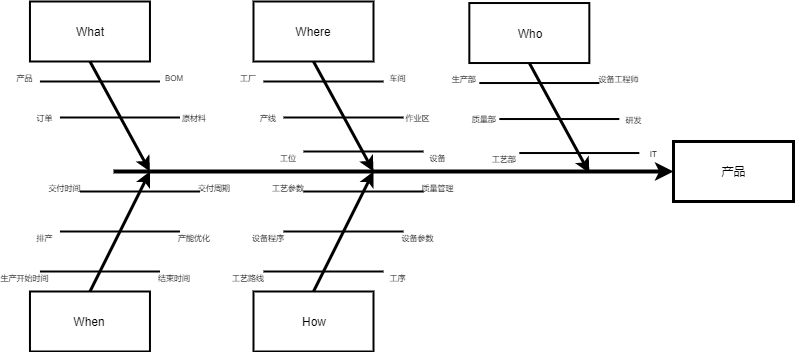 What
Where
Who
产品
BOM
工厂
车间
生产部
设备工程师
订单
原材料
产线
作业区
质量部
研发
工位
设备
工艺部
IT
产品
交付时间
交付周期
工艺参数
质量管理
排产
产能优化
设备程序
设备参数
生产开始时间
结束时间
工艺路线
工序
When
How